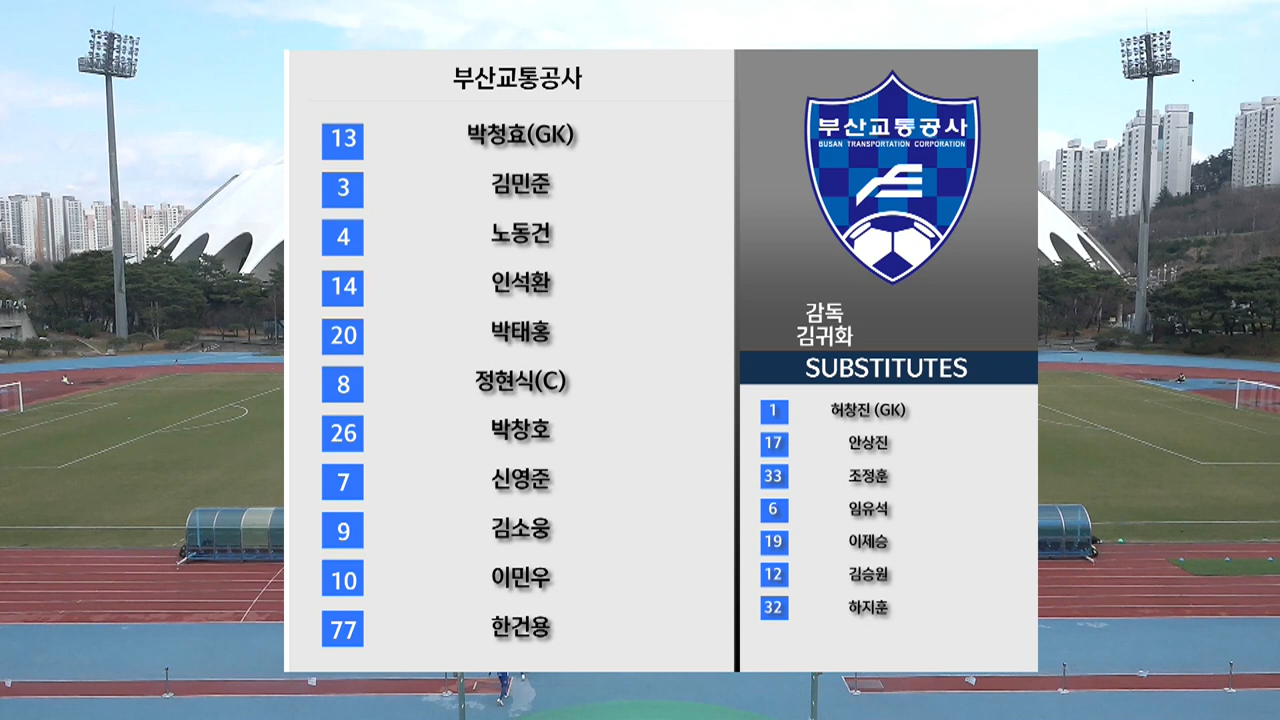 부산교통공사
13 박청효(GK)
3 김민준
4 노동건
14 인석환
20 박태홍
8 정현식(C)
26 박창호
7 신영준
9 김소웅
10 이민우
77 한건용
부산교통공사
BUSAN TRANSPORTATION CORPORATION
감독
김귀화
SUBSTITUTES
1 허창진 (GK)
17 안상진
33 조정훈
6 임유석
19 이제승
12 김승원
32 하지훈